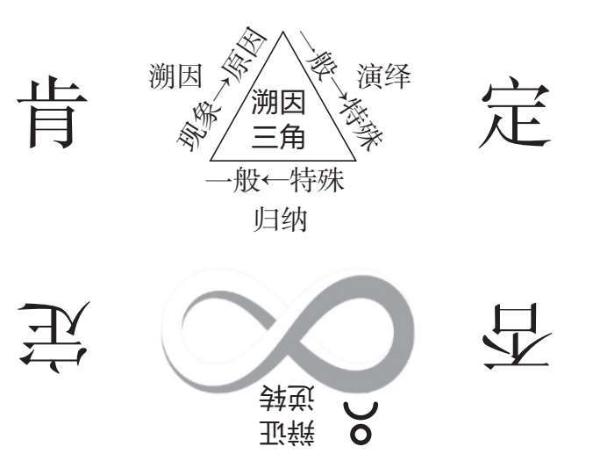 肯 定
溯因
现象→原因
一般→特殊
演绎
溯因
三角
一般←特殊
归纳
否 定
辩证
逆转